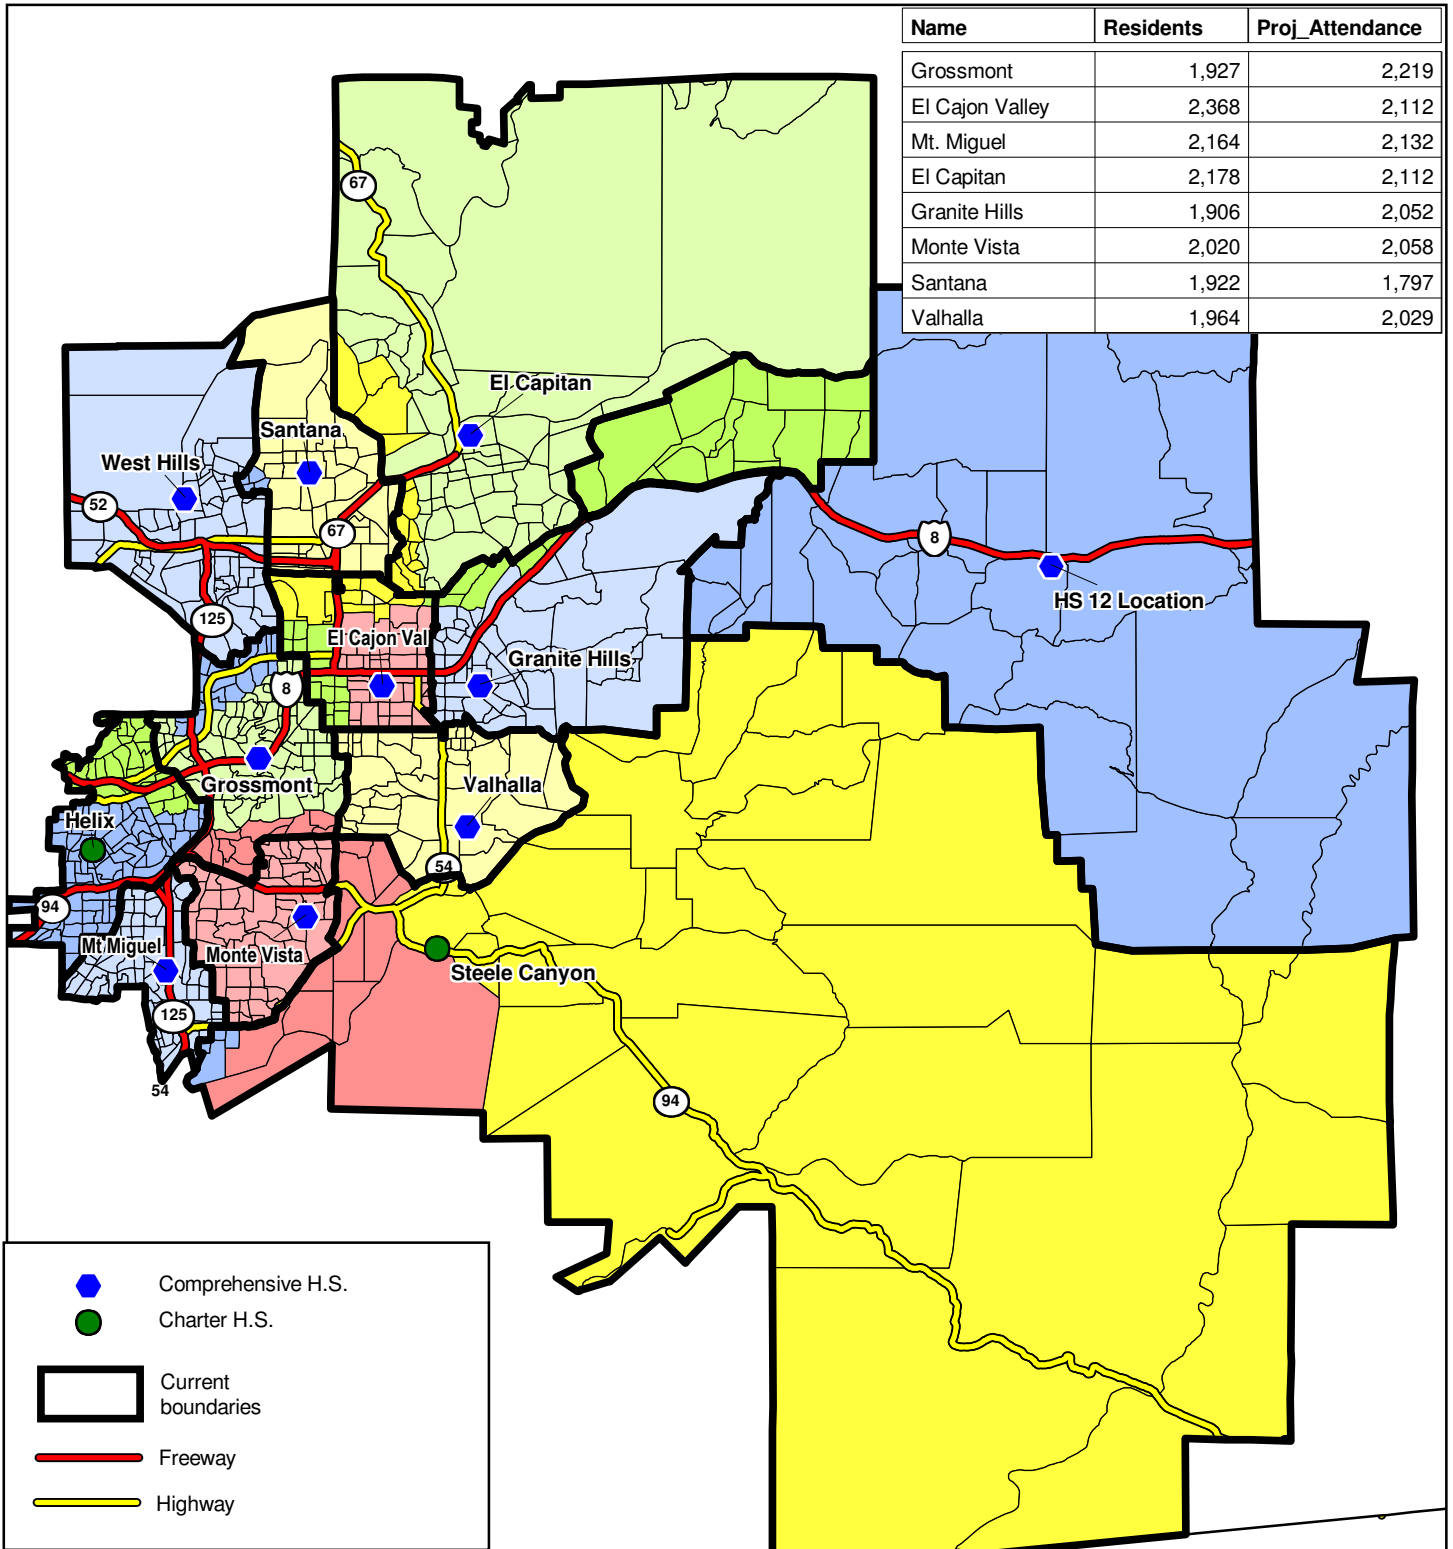 Name Residents Proj_Attendance
Grossmont 1,927 2,219
El Cajon Valley 2,368 2,112
Mt. Miguel 2,164 2,132
El Capitan 2,178 2,112
Granite Hills 1,906 2,052
Monte Vista 2,020 2,058
Santana 1,922 1,797
Valhalla 1,964 2,029
67
El Capitan
Santana
West Hills
52
67
8
HS 12 Location
125
El Cajon Vall
Granite Hills
8
Grossmont
Valhalla
Helix
54
94
Mt Miguel
Monte Vista
Steele Canyon
125
54
94
Comprehensive H.S.
Charter H.S.
Current
boundaries
Freeway
Highway